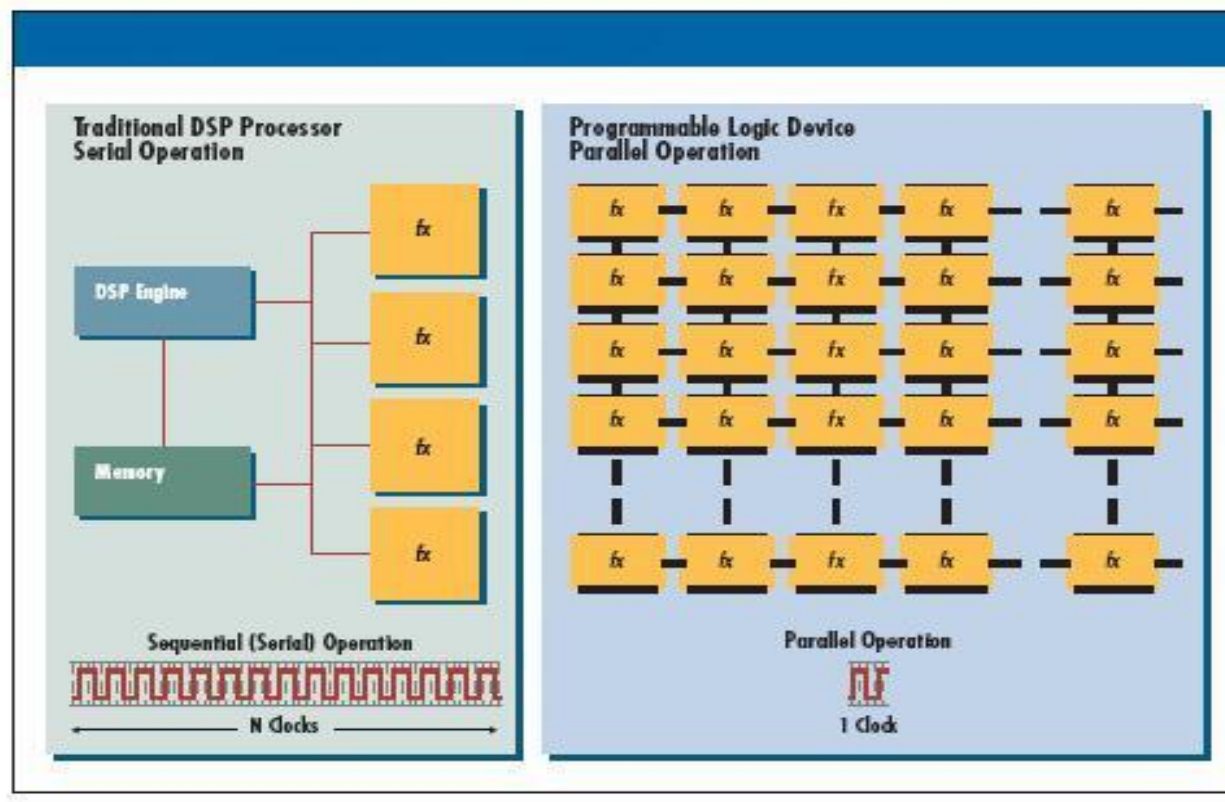 Traditional DSP Processor
Serial Operation
fx
DSP Engine
fx
fx
Memory
fx
Sequential (Serial) Operation
N Clocks
Programmable Logic Device
Parallel Operation
fx fx fx fx fx
fx fx fx fx fx
fx fx fx fx fx
fx fx fx fx fx
fx fx fx fx fx
Parallel Operation
1 Clock